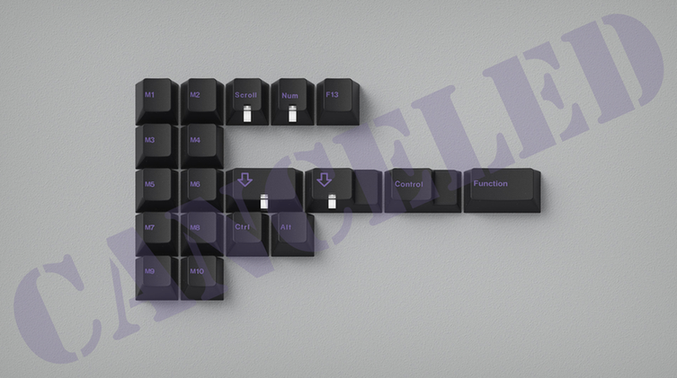 M1 M2 Scroll Num F13
M3 M4
M5 M6 Control Function
M7 M8 Ctrl Alt
M9 M10
CANCELED